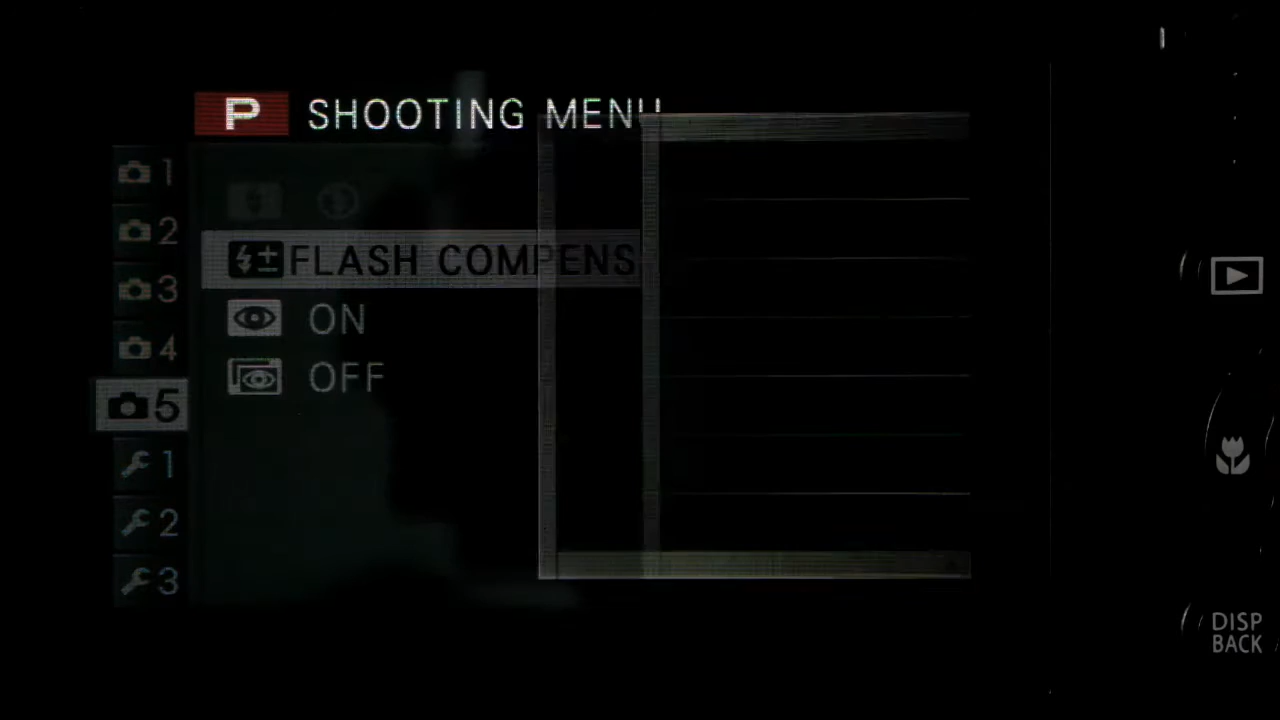 P SHOOTING MENU
1
2
FLASH COMPENS
3
ON
4
OFF
5
1
2
3
DISP
BACK